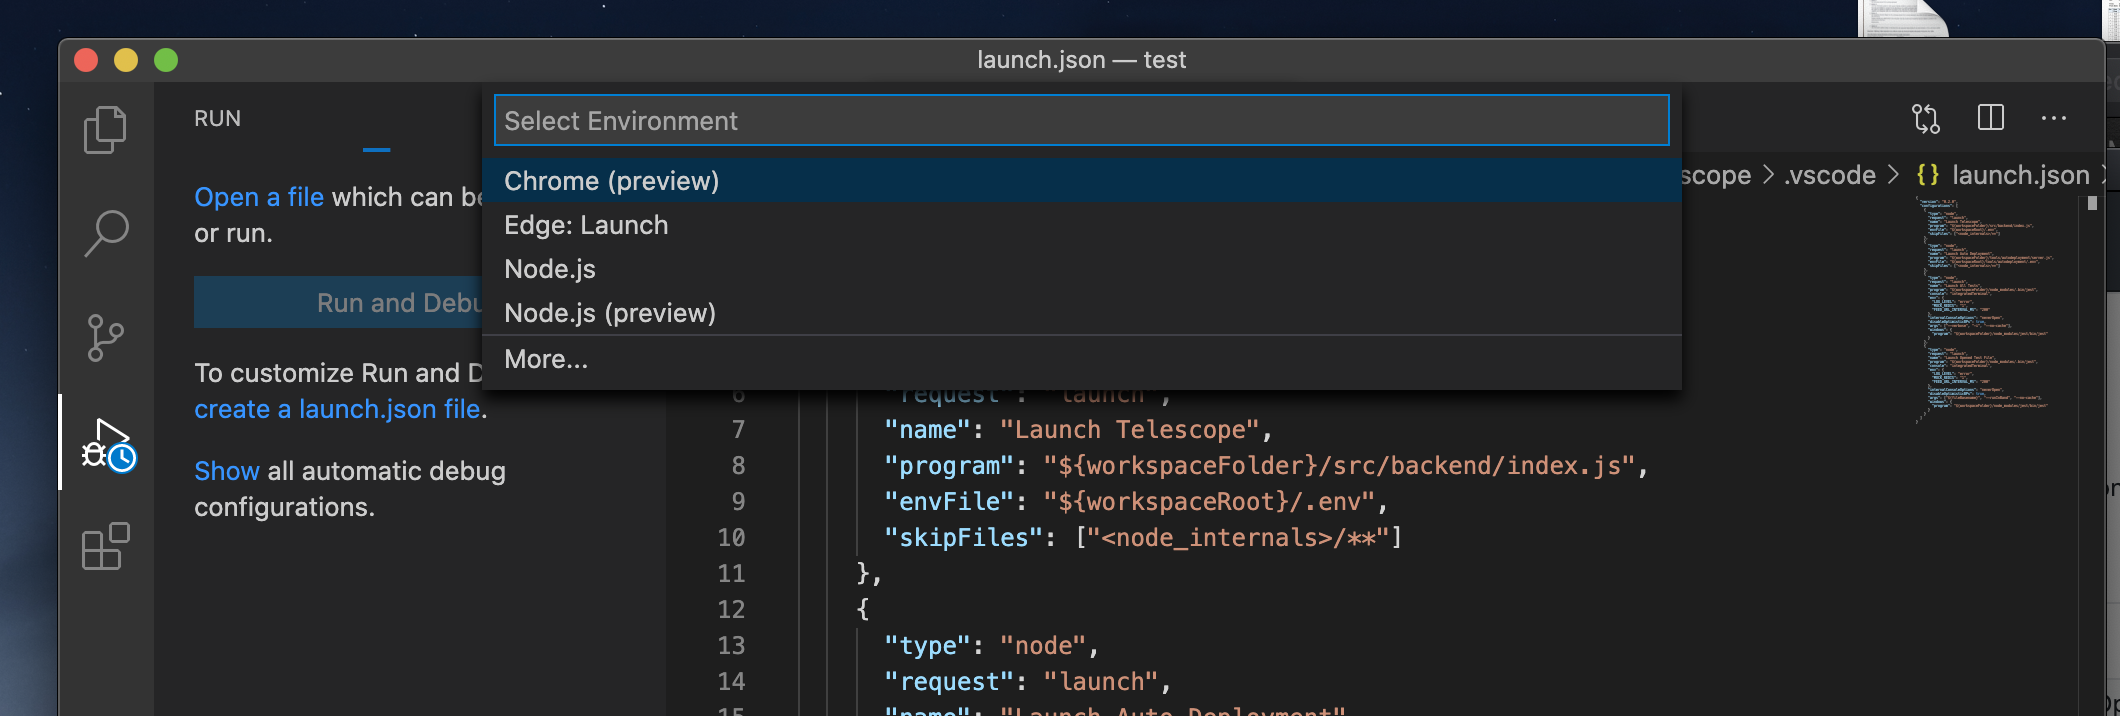 launch.json — test
RUN
Select Environment
Chrome (preview)
Edge: Launch
Node.js
Node.js (preview)
More...
Open a file which can be
or run.
Run and Debu
To customize Run and D
create a launch.json file.
Show all automatic debug
configurations.
scope > .vscode > {} launch.json
6 "request": "launch",
7 "name": "Launch Telescope",
8 "program": "${workspaceFolder}/src/backend/index.js",
9 "envFile": "${workspaceRoot}/.env",
10 "skipFiles": ["<node_internals>/**"]
11 },
12 {
13 "type": "node",
14 "request": "launch",
15 "name": "Launch Auto Deployment"